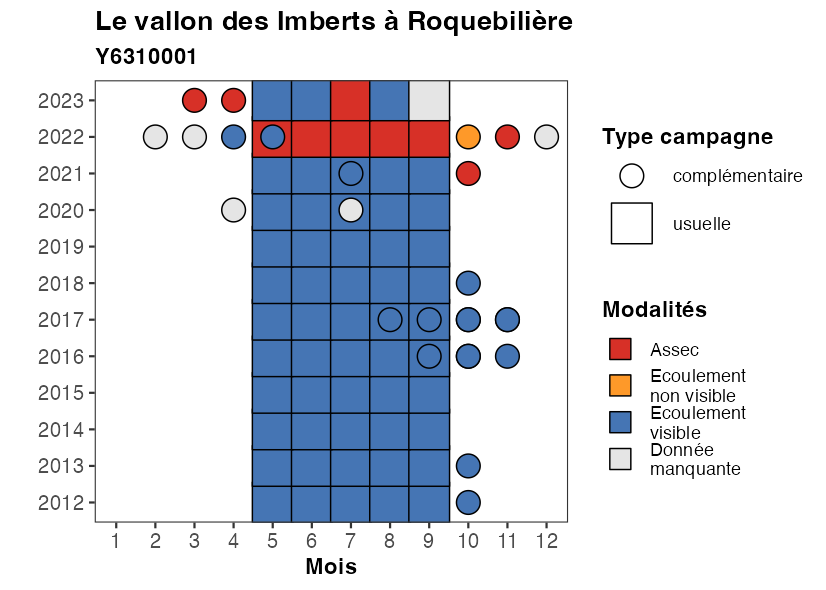 Le vallon des Imberts à Roquebilière
Y6310001
2023
2022
2021
2020
2019
2018
2017
2016
2015
2014
2013
2012
1 2 3 4 5 6 7 8 9 10 11 12
Mois
Type campagne
complémentaire
usuelle
Modalités
Assec
Ecoulement
non visible
Ecoulement
visible
Donnée
manquante